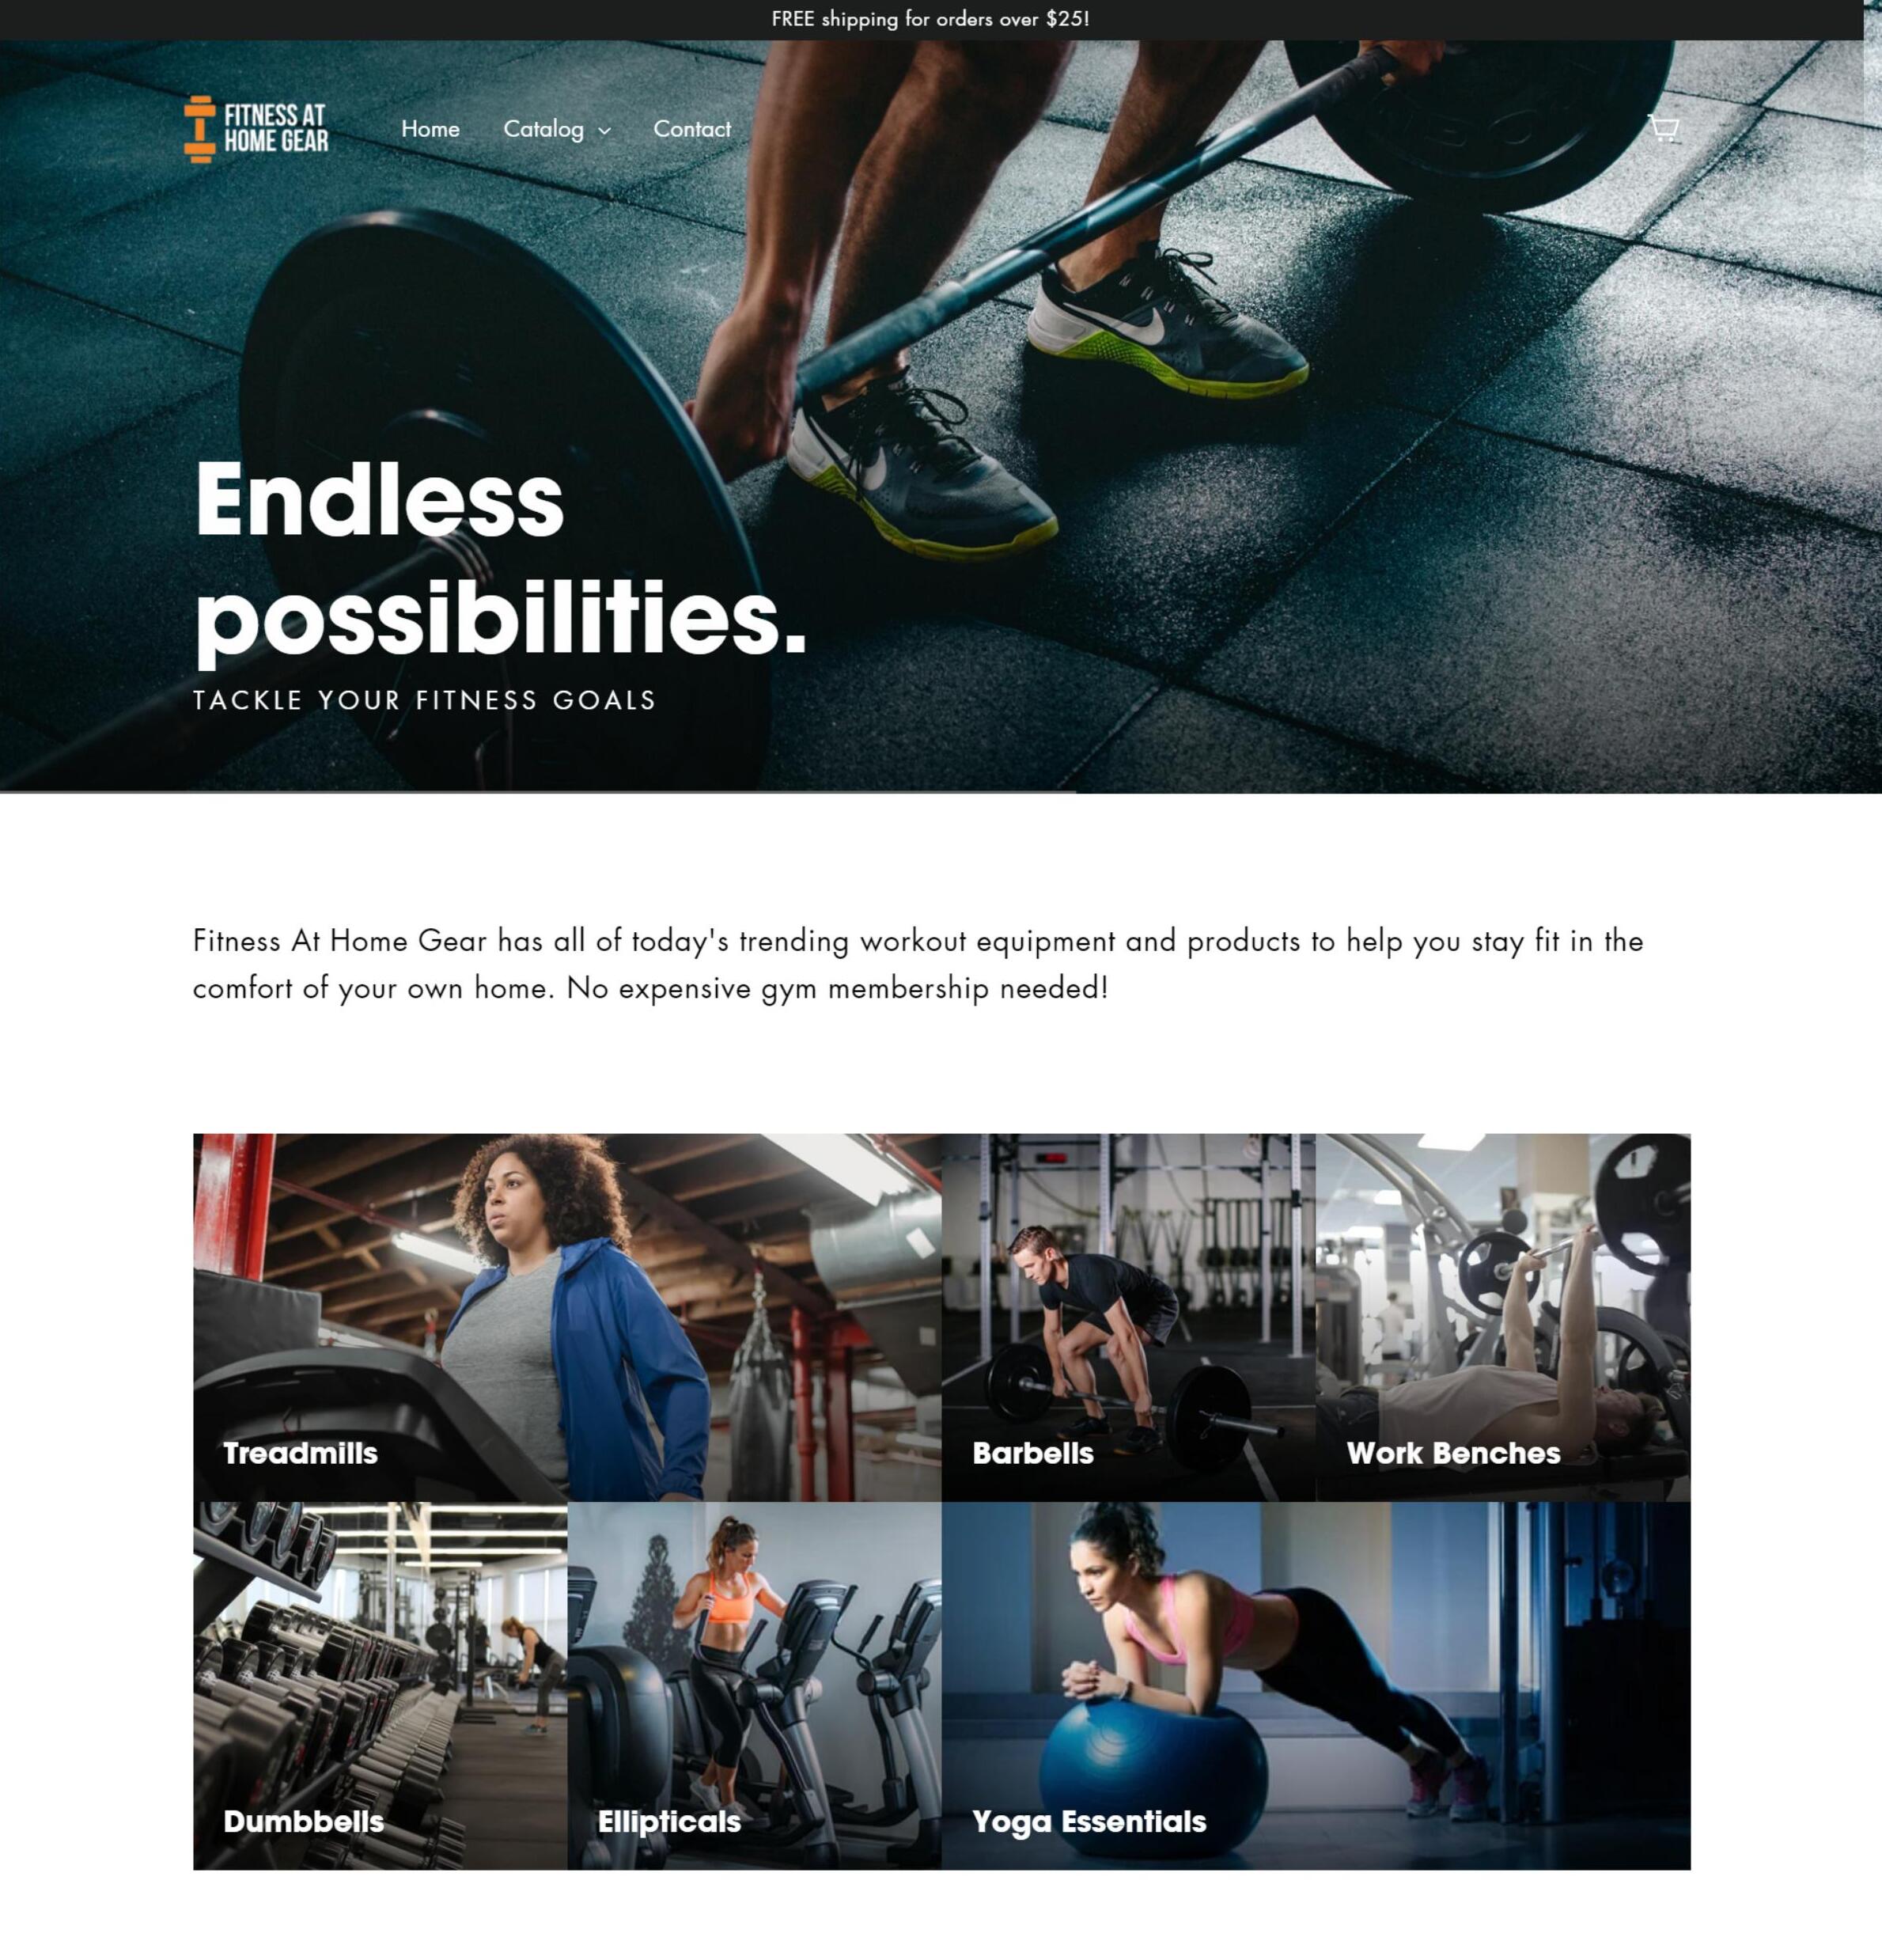 FREE shipping for orders over $25!
FITNESS AT
HOME GEAR
Home
Catalog
Contact
Endless
possibilities.
TACKLE YOUR FITNESS GOALS
Fitness At Home Gear has all of today's trending workout equipment and products to help you stay fit in the
comfort of your own home. No expensive gym membership needed!
Treadmills
Barbells
Work Benches
Dumbbells
Ellipticals
Yoga Essentials